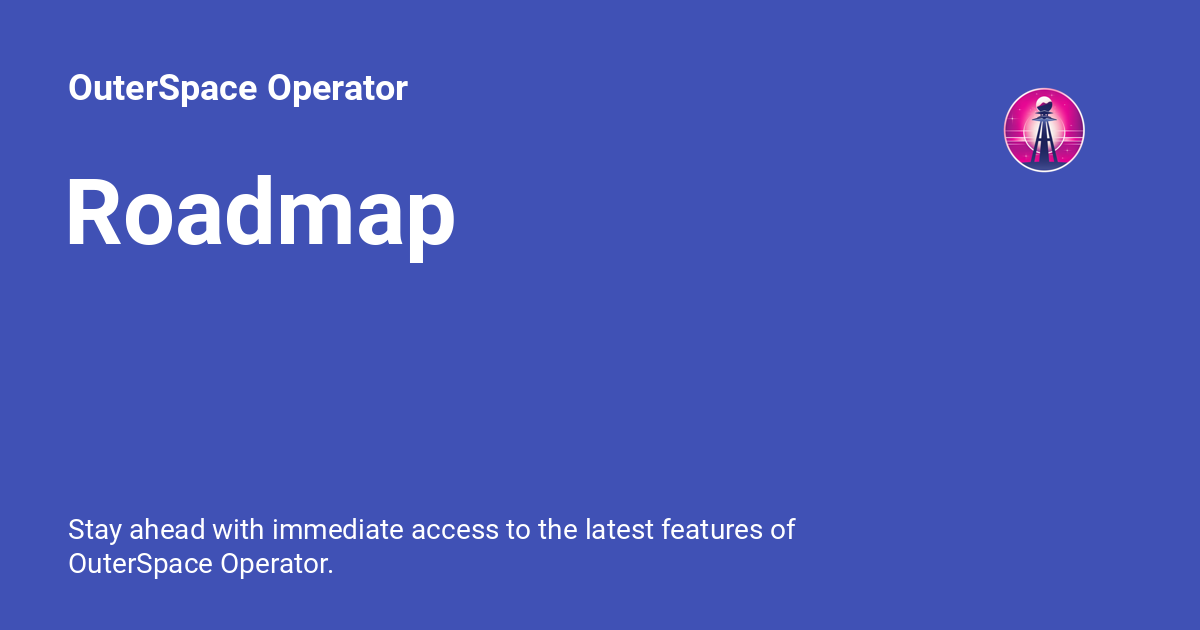 OuterSpace Operator
Roadmap
Stay ahead with immediate access to the latest features of
OuterSpace Operator.